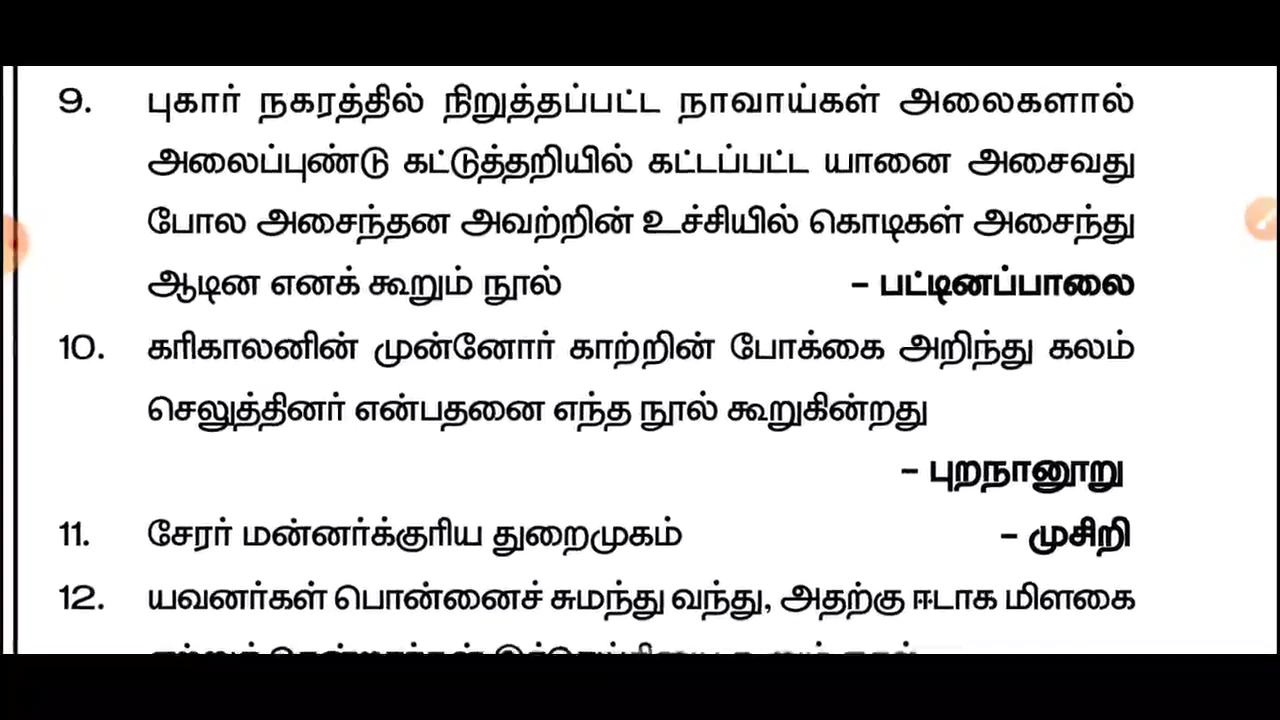 9. புகார் நகரத்தில் நிறுத்தப்பட்ட நாவாய்கள் அலைகளால்
அலைப்புண்டு கட்டுத்தறியில் கட்டப்பட்ட யானை அசைவது
போல அசைந்தன அவற்றின் உச்சியில் கொடிகள் அசைந்து
ஆடின எனக் கூறும் நூல் – பட்டினப்பாலை
10. கரிகாலனின் முன்னோர் காற்றின் போக்கை அறிந்து கலம்
செலுத்தினர் என்பதனை எந்த நூல் கூறுகின்றது
– புறநானூறு
11. சேரர் மன்னர்க்குரிய துறைமுகம் – முசிறி
12. யவனர்கள் பொன்னைச் சுமந்து வந்து, அதற்கு ஈடாக மிளகை